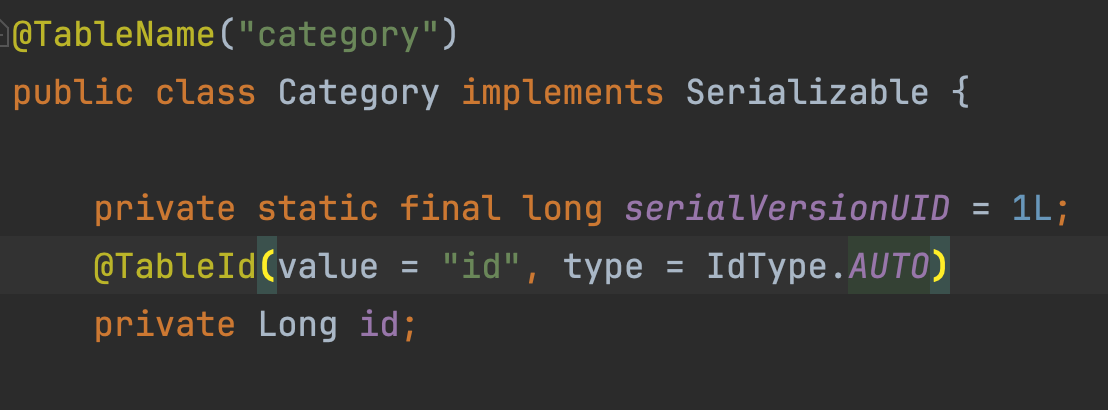 @TableName("category")
public class Category implements Serializable {
private static final long serialVersionUID = 1L;
@TableId(value = "id", type = IdType.AUTO)
private Long id;